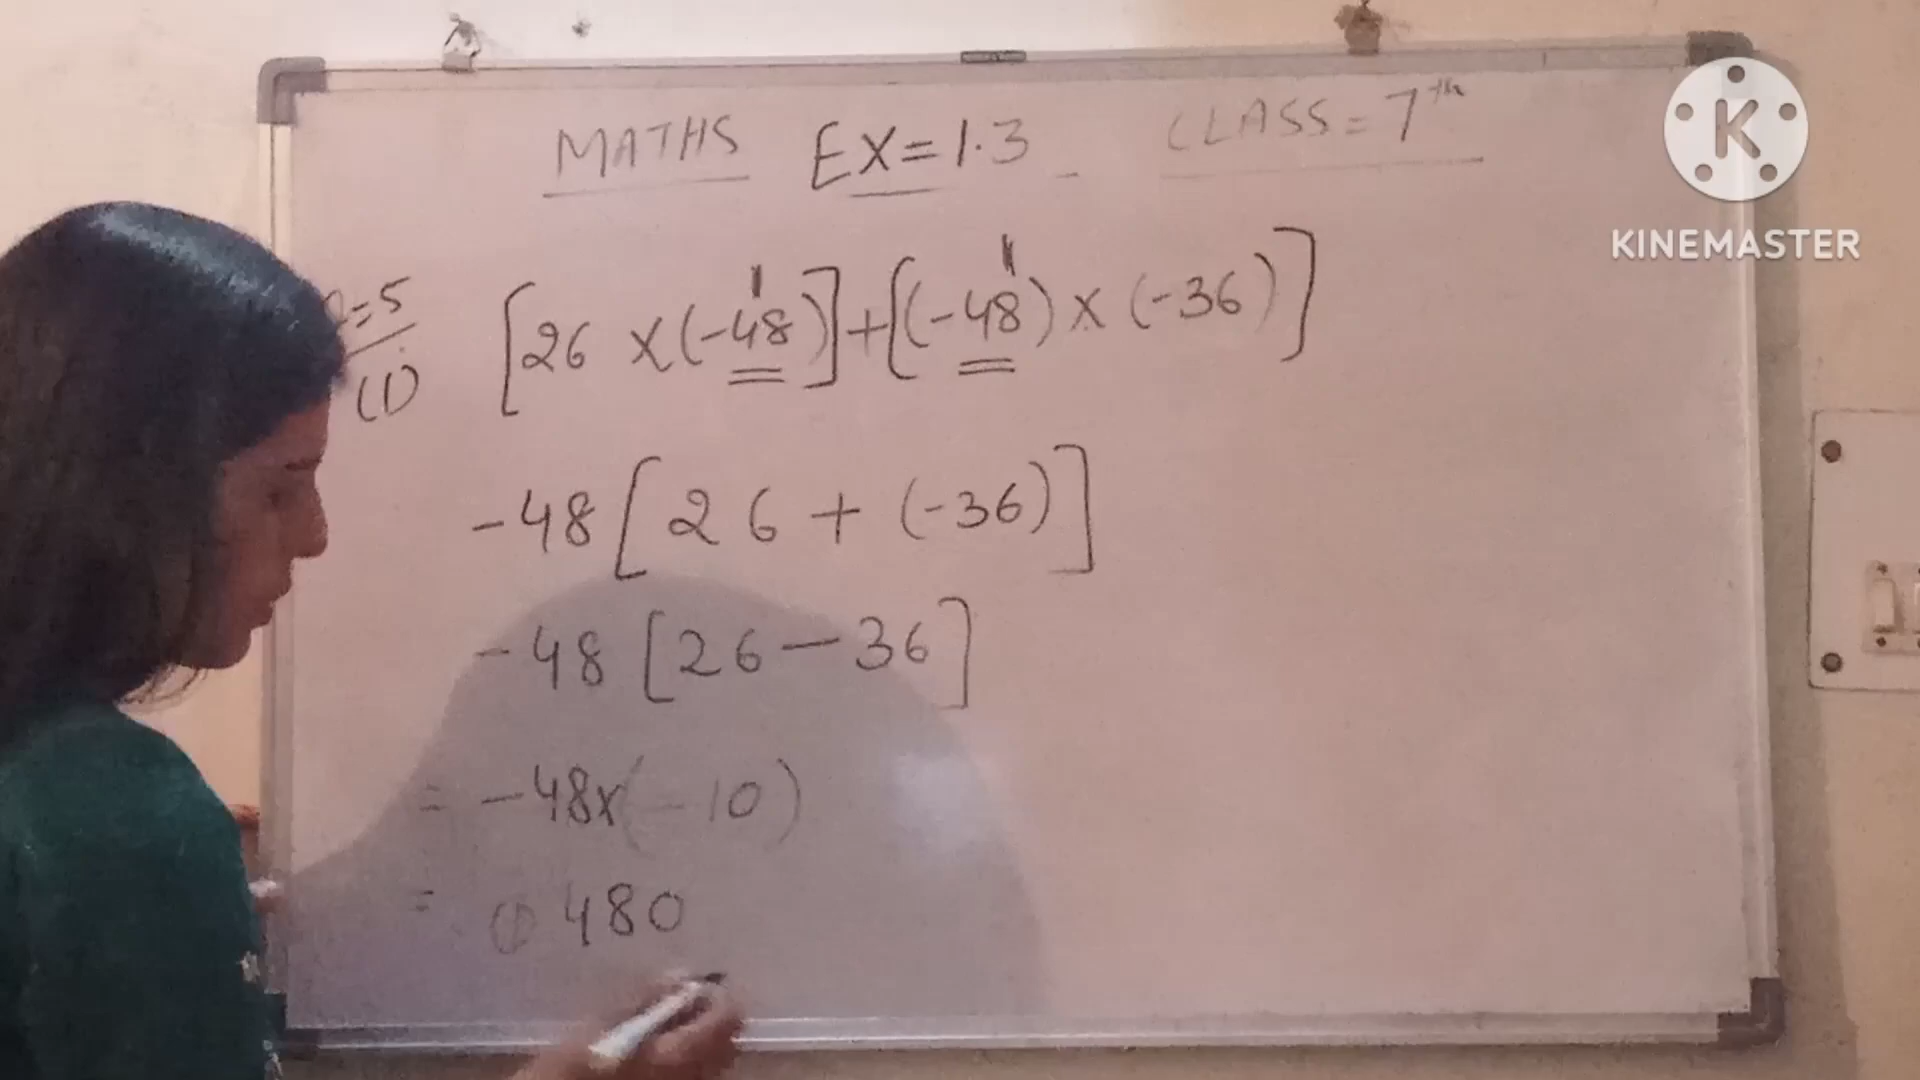 MATHS EX=1.3 CLASS=7th
=5
(i) [26 x(-48)]+[(-48) x (-36)]
-48[26 + (-36)]
-48[26-36]
= -48x(-10)
= (+) 480
K
KINEMASTER